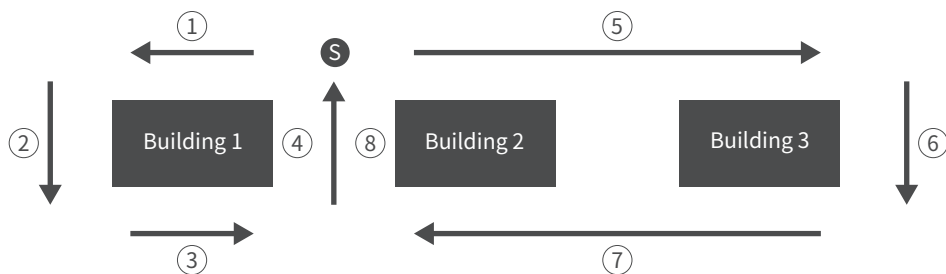 ① S ⑤
② Building 1 ④ ⑧ Building 2 Building 3 ⑥
③ ⑦